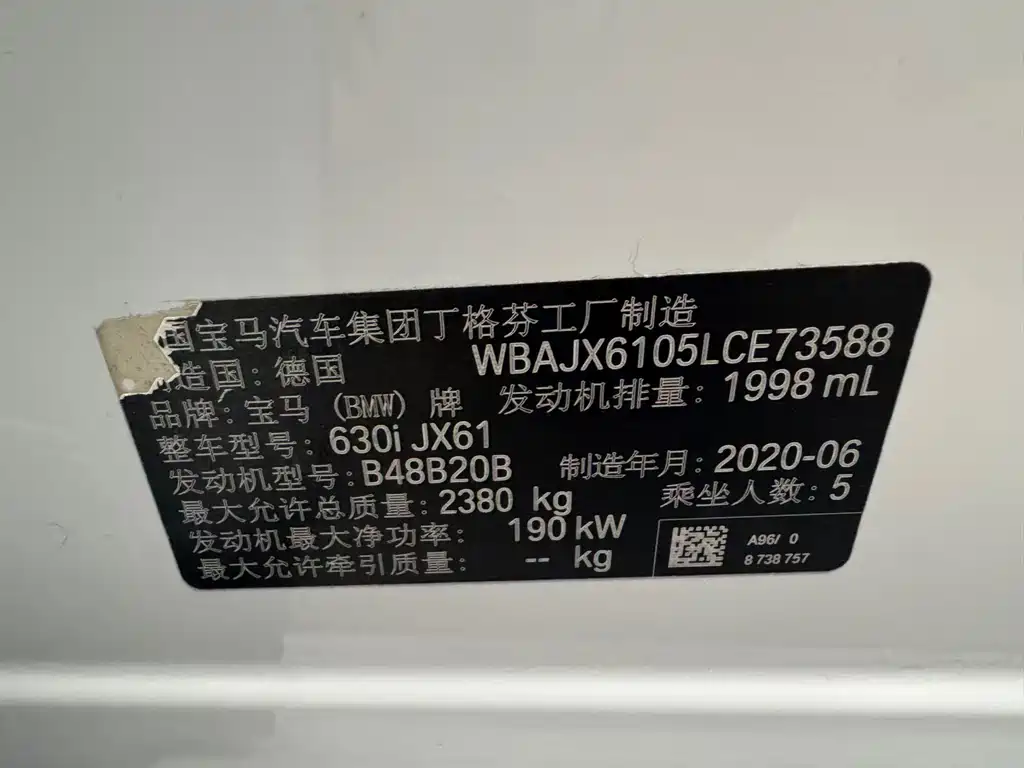 国宝马汽车集团丁格芬工厂制造
造国：德国 WBAJX6105LCE73588
品牌：宝马 (BMW) 牌 发动机排量：1998 mL
整车型号：630i JX61
发动机型号：B48B20B 制造年月：2020-06
最大允许总质量：2380 kg 乘坐人数：5
发动机最大净功率： 190 kW
最大允许牵引质量： -- kg
A96/ 0
8 738 757